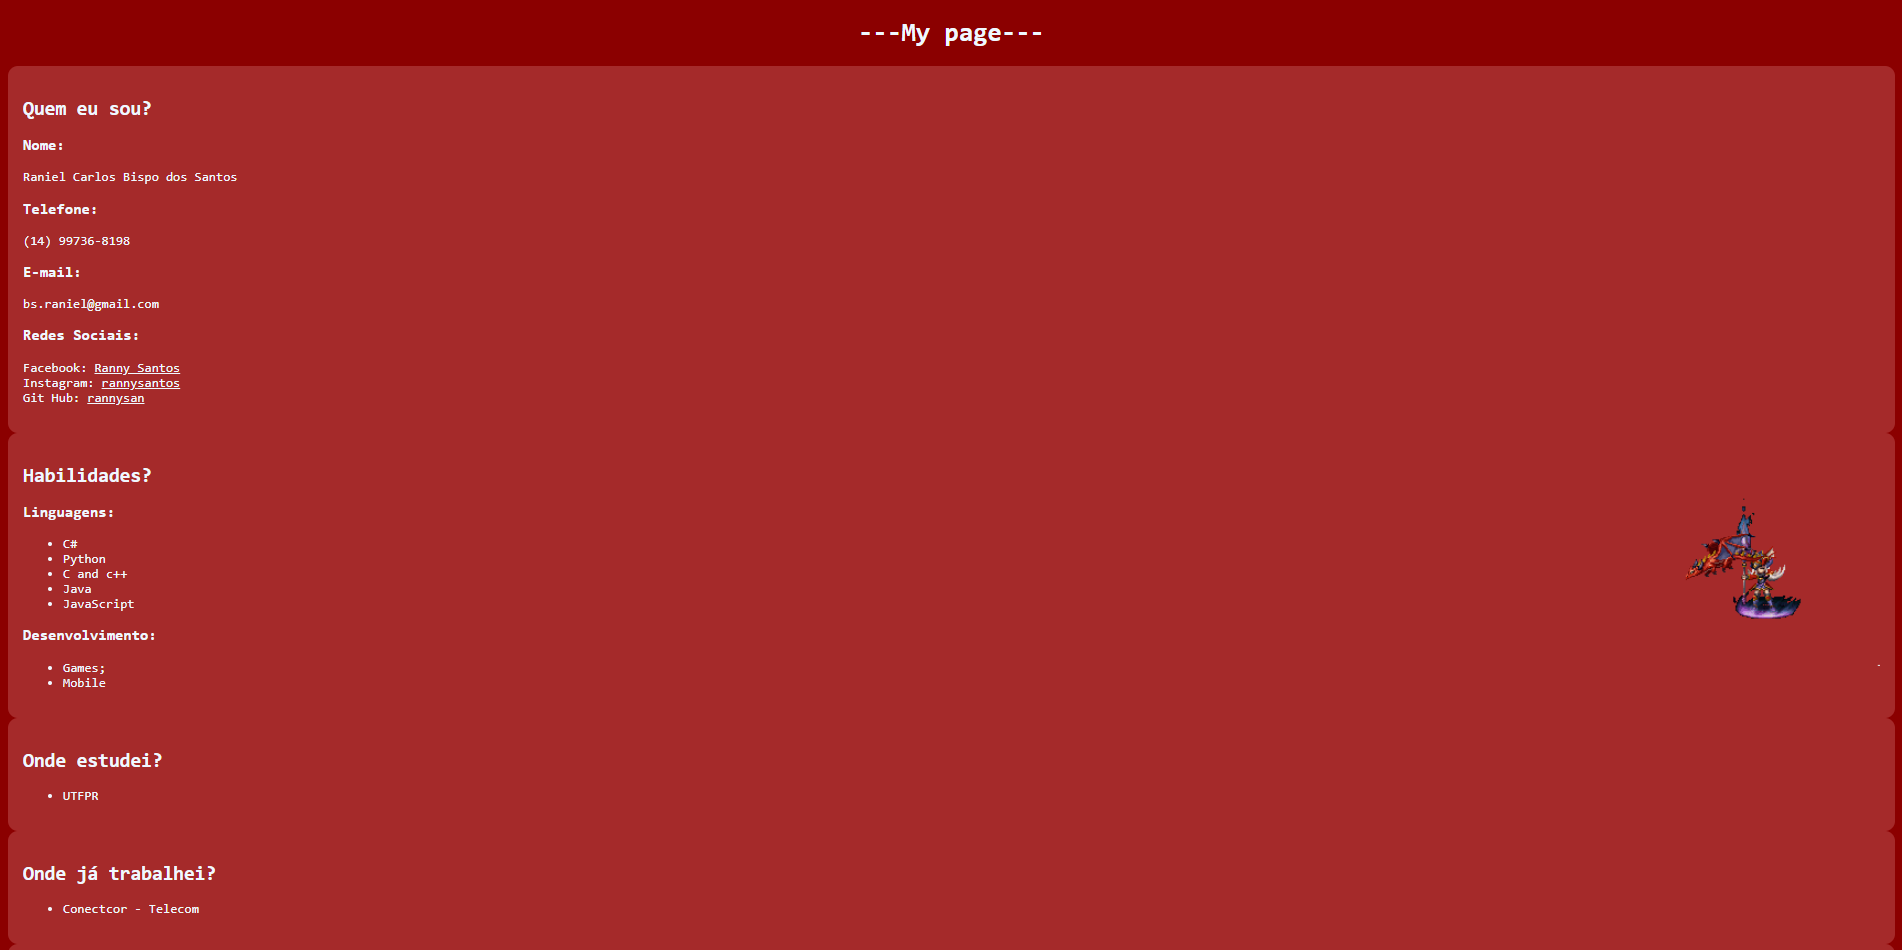 ---My page---
Quem eu sou?
Nome:
Raniel Carlos Bispo dos Santos
Telefone:
(14) 99736-8198
E-mail:
bs.raniel@gmail.com
Redes Sociais:
Facebook: Ranny Santos
Instagram: rannysantos
Git Hub: rannysan
Habilidades?
Linguagens:
• C#
• Python
• C and c++
• Java
• JavaScript
Desenvolvimento:
• Games;
• Mobile
Onde estudei?
• UTFPR
Onde já trabalhei?
• Conectcor - Telecom